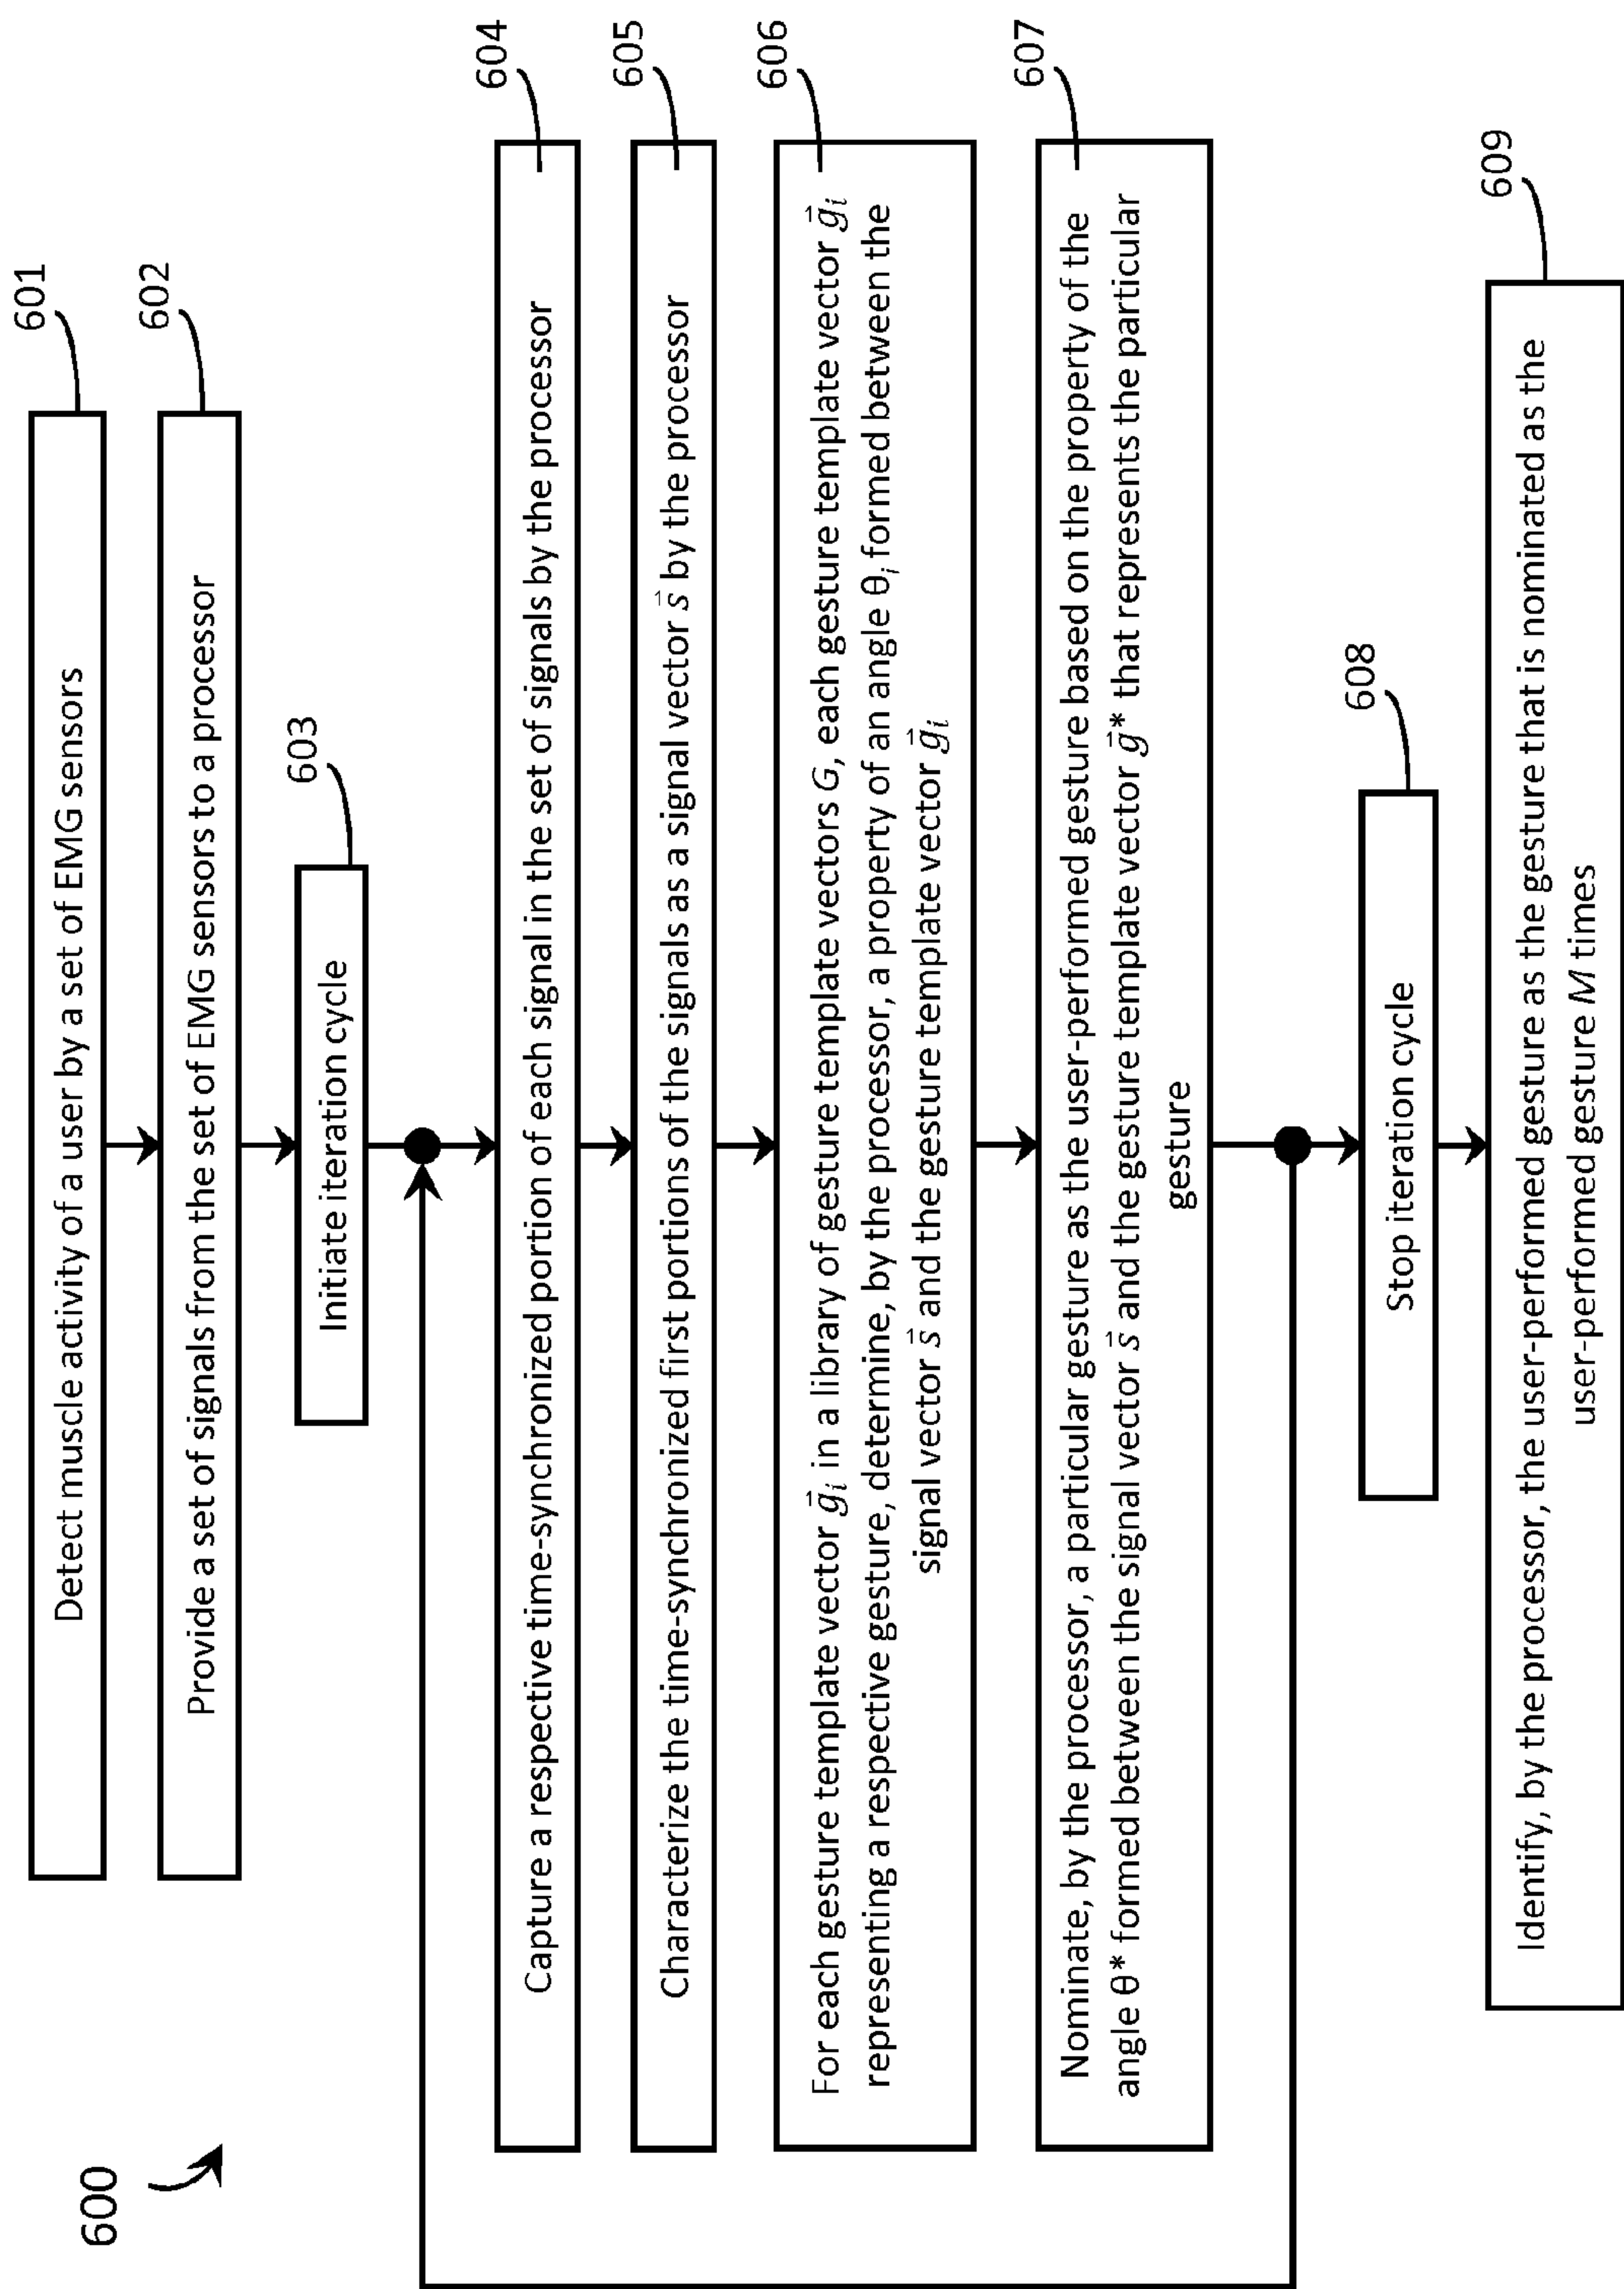 600
601
Detect muscle activity of a user by a set of EMG sensors
602
Provide a set of signals from the set of EMG sensors to a processor
603
Initiate iteration cycle
604
Capture a respective time-synchronized portion of each signal in the set of signals by the processor
605
Characterize the time-synchronized first portions of the signals as a signal vector s⃗ by the processor
606
For each gesture template vector g⃗ᵢ in a library of gesture template vectors G, each gesture template vector g⃗ᵢ
representing a respective gesture, determine, by the processor, a property of an angle θᵢ formed between the
signal vector s⃗ and the gesture template vector g⃗ᵢ
607
Nominate, by the processor, a particular gesture as the user-performed gesture based on the property of the
angle θ* formed between the signal vector s⃗ and the gesture template vector g⃗* that represents the particular
gesture
608
Stop iteration cycle
609
Identify, by the processor, the user-performed gesture as the gesture that is nominated as the
user-performed gesture M times